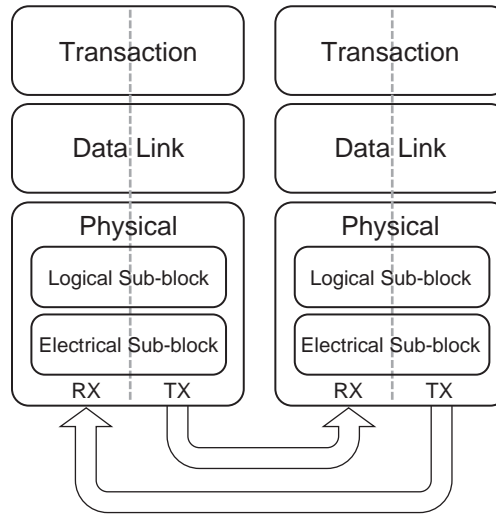 Transaction
Data Link
Physical
Logical Sub-block
Electrical Sub-block
RX TX
Transaction
Data Link
Physical
Logical Sub-block
Electrical Sub-block
RX TX